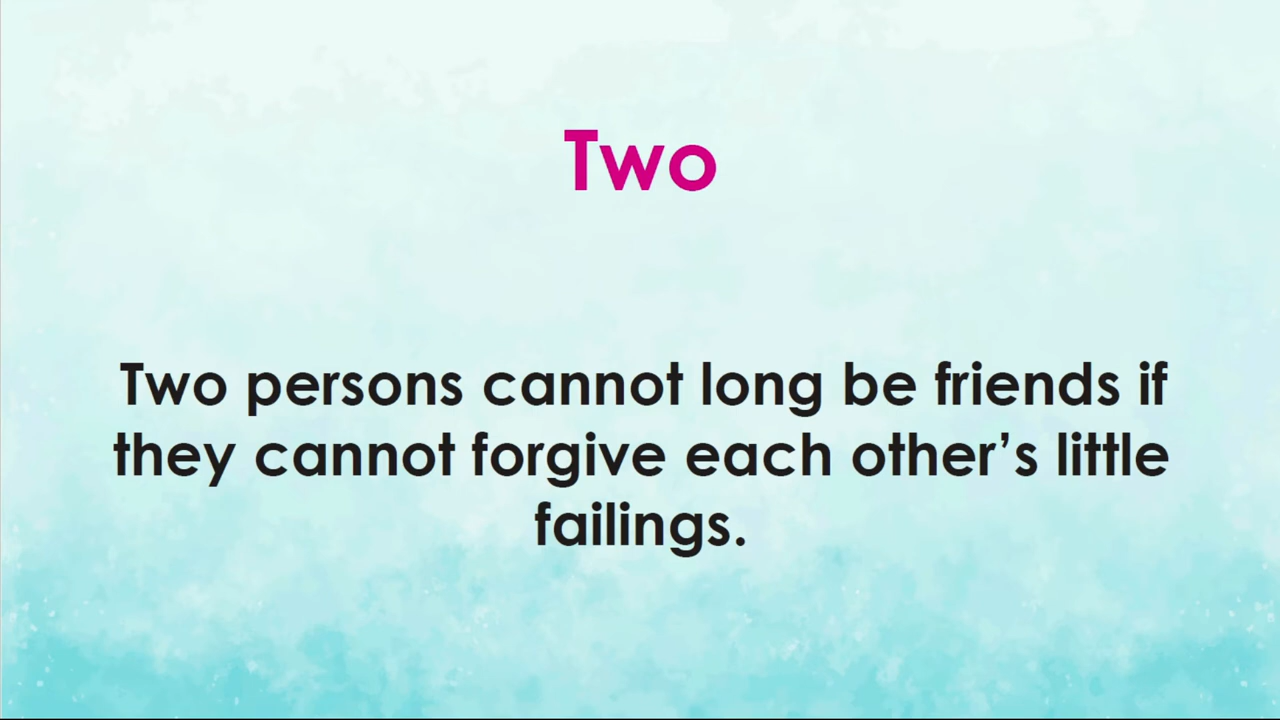 Two
Two persons cannot long be friends if
they cannot forgive each other’s little
failings.